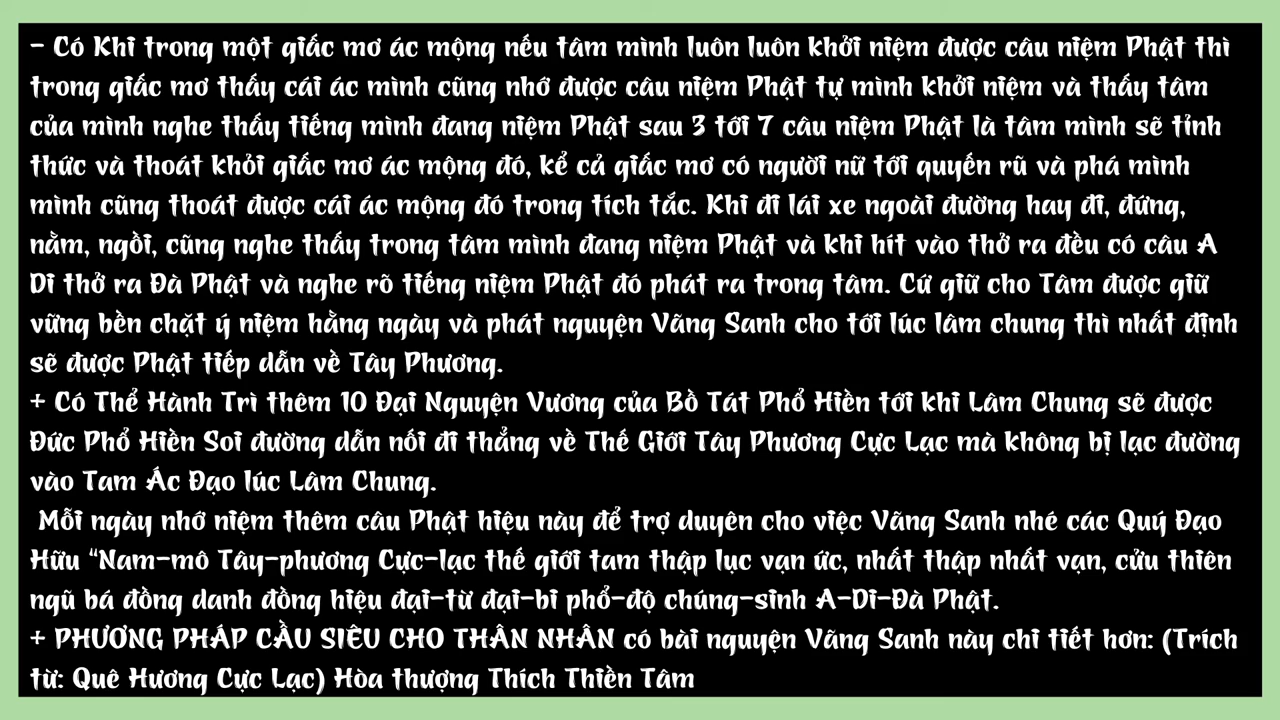 - Có Khi trong một giấc mơ ác mộng nếu tâm mình luôn luôn khởi niệm được câu niệm Phật thì
trong giấc mơ thấy cái ác mình cũng nhớ được câu niệm Phật tự mình khởi niệm và thấy tâm
của mình nghe thấy tiếng mình đang niệm Phật sau 3 tới 7 câu niệm Phật là tâm mình sẽ tỉnh
thức và thoát khỏi giấc mơ ác mộng đó, kể cả giấc mơ có người nữ tới quyến rũ và phá mình
mình cũng thoát được cái ác mộng đó trong tích tắc. Khi đi lái xe ngoài đường hay đi, đứng,
nằm, ngồi, cũng nghe thấy trong tâm mình đang niệm Phật và khi hít vào thở ra đều có câu A
Di thở ra Đà Phật và nghe rõ tiếng niệm Phật đó phát ra trong tâm. Cứ giữ cho Tâm được giữ
vững bền chặt ý niệm hằng ngày và phát nguyện Vãng Sanh cho tới lúc lâm chung thì nhất định
sẽ được Phật tiếp dẫn về Tây Phương.
+ Có Thể Hành Trì thêm 10 Đại Nguyện Vương của Bồ Tát Phổ Hiền tới khi Lâm Chung sẽ được
Đức Phổ Hiền Soi đường dẫn nối đi thẳng về Thế Giới Tây Phương Cực Lạc mà không bị lạc đường
vào Tam Ác Đạo lúc Lâm Chung.
Mỗi ngày nhớ niệm thêm câu Phật hiệu này để trợ duyên cho việc Vãng Sanh nhé các Quý Đạo
Hữu "Nam-mô Tây-phương Cực-lạc thế giới tam thập lục vạn ức, nhất thập nhất vạn, cửu thiên
ngũ bá đồng danh đồng hiệu đại-từ đại-bi phổ-độ chúng-sinh A-Di-Đà Phật.
+ PHƯƠNG PHÁP CẦU SIÊU CHO THÂN NHÂN có bài nguyện Vãng Sanh này chi tiết hơn: (Trích
từ: Quê Hương Cực Lạc) Hòa thượng Thích Thiền Tâm